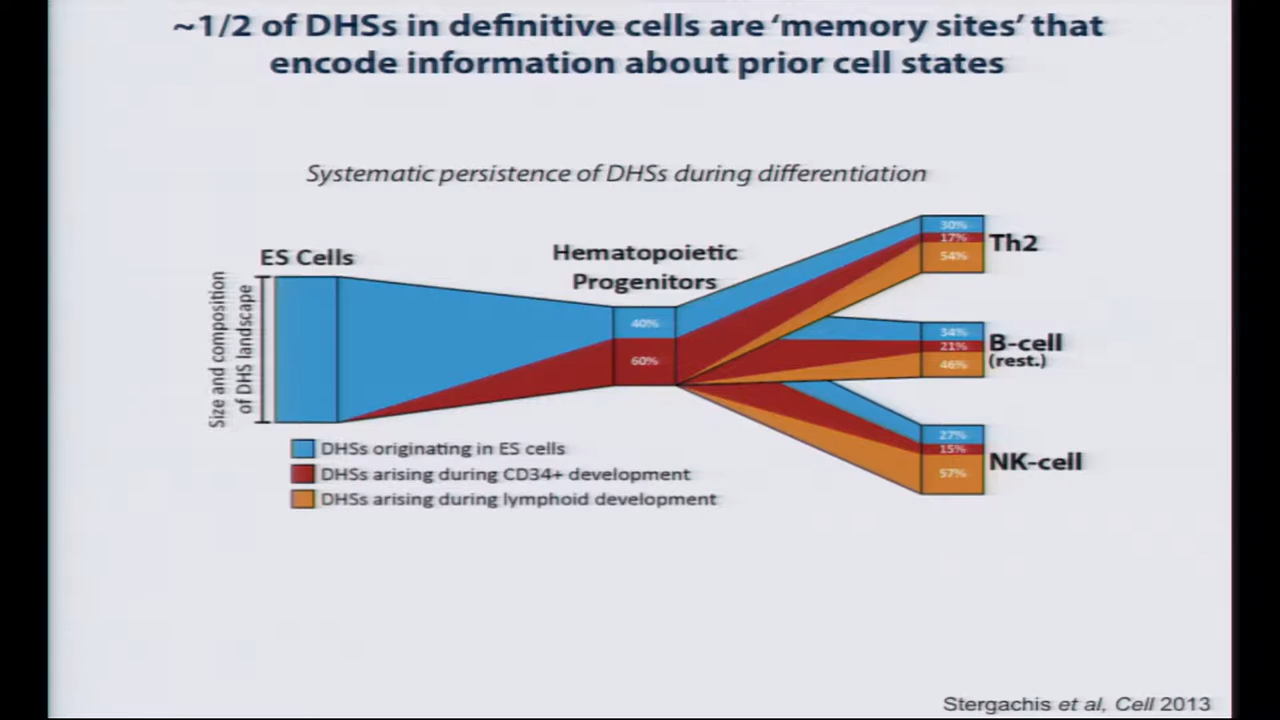 ~1/2 of DHSs in definitive cells are ‘memory sites’ that
encode information about prior cell states
Systematic persistence of DHSs during differentiation
ES Cells
Hematopoietic
Progenitors
Size and composition
of DHS landscape
40%
60%
30%
17%
54%
Th2
34%
21%
46%
B-cell
(rest.)
27%
15%
57%
NK-cell
DHSs originating in ES cells
DHSs arising during CD34+ development
DHSs arising during lymphoid development
Stergachis et al, Cell 2013